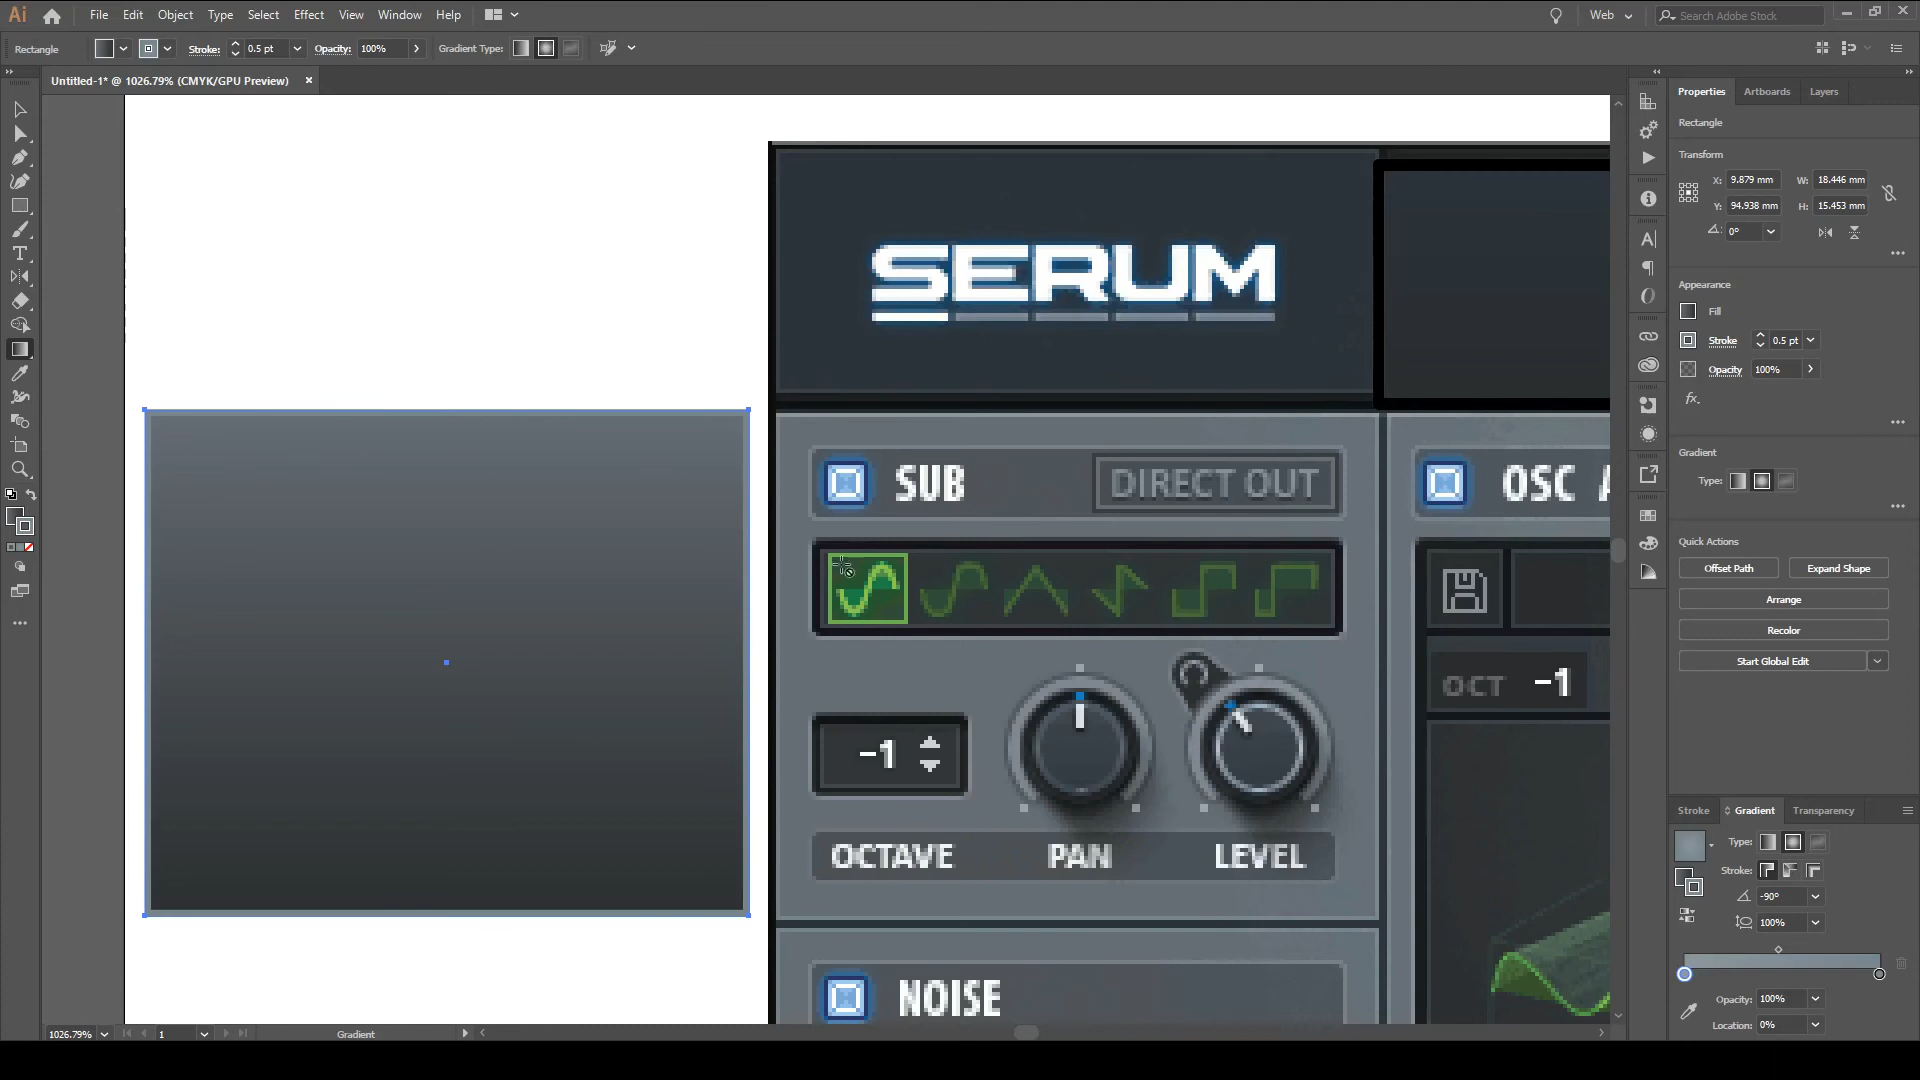 Ai File Edit Object Type Select Effect View Window Help Web Search Adobe Stock
Rectangle Stroke: 0.5 pt Opacity: 100% Gradient Type:
Untitled-1* @ 1026.79% (CMYK/GPU Preview) ×
Properties Artboards Layers
Rectangle
Transform
X: 9.879 mm W: 18.446 mm
Y: 94.938 mm H: 15.453 mm
0°
Appearance
Fill
Stroke 0.5 pt
Opacity 100%
fx.
Gradient
Type:
Quick Actions
Offset Path Expand Shape
Arrange
Recolor
Start Global Edit
Stroke Gradient Transparency
Type:
Stroke:
-90°
100%
Opacity: 100%
Location: 0%
SERUM
SUB DIRECT OUT OSC A
OCT -1
-1
OCTAVE PAN LEVEL
NOISE
1026.79% 1 Gradient